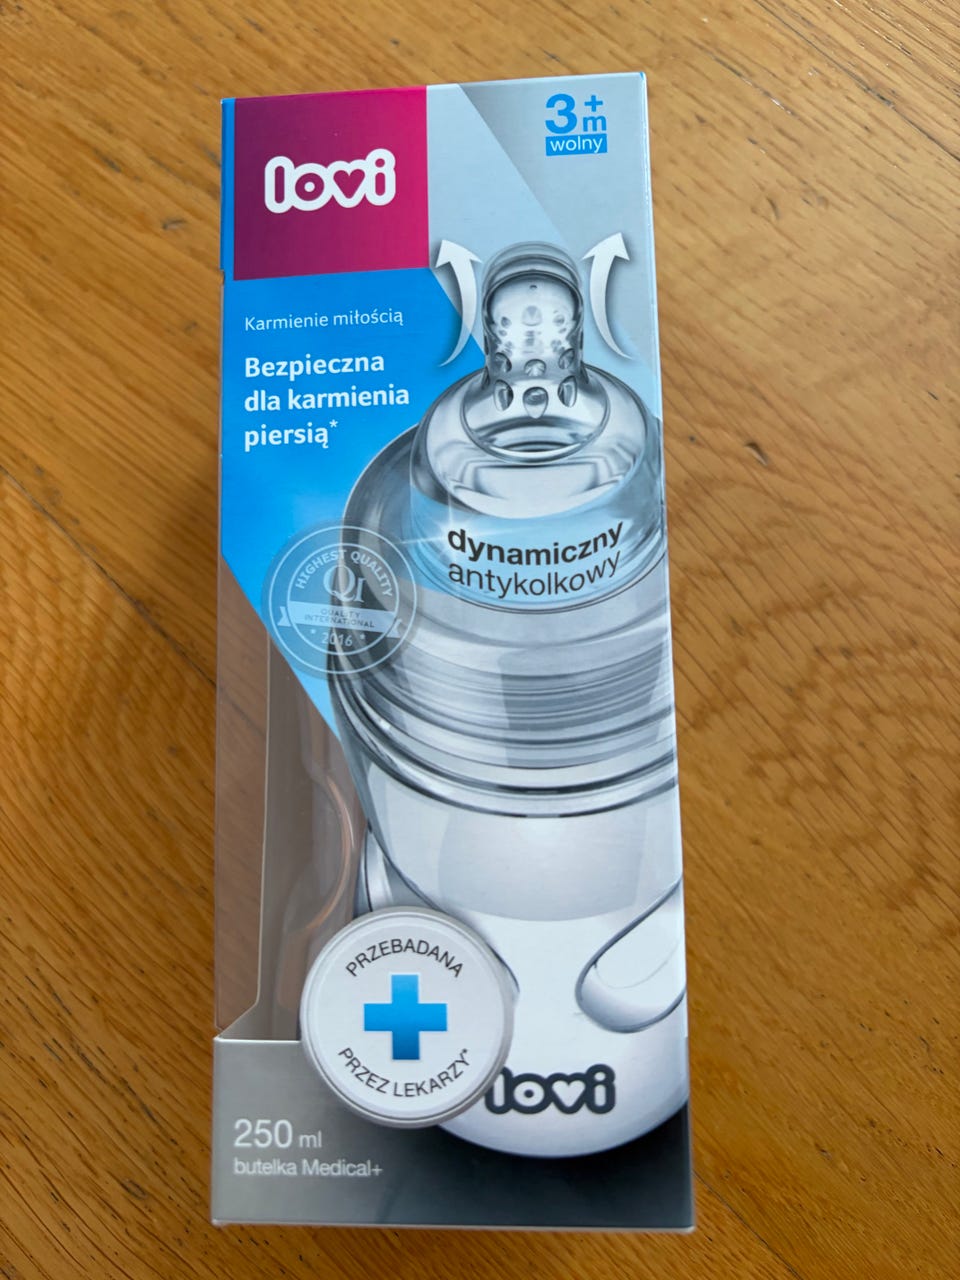 lovi
3+
m
wolny
Karmienie miłością
Bezpieczna
dla karmienia
piersią*
dynamiczny
antykolkowy
HIGHEST QUALITY
QI
QUALITY
INTERNATIONAL
* 2016 *
PRZEBADANA
PRZEZ LEKARZY*
lovi
250 ml
butelka Medical+